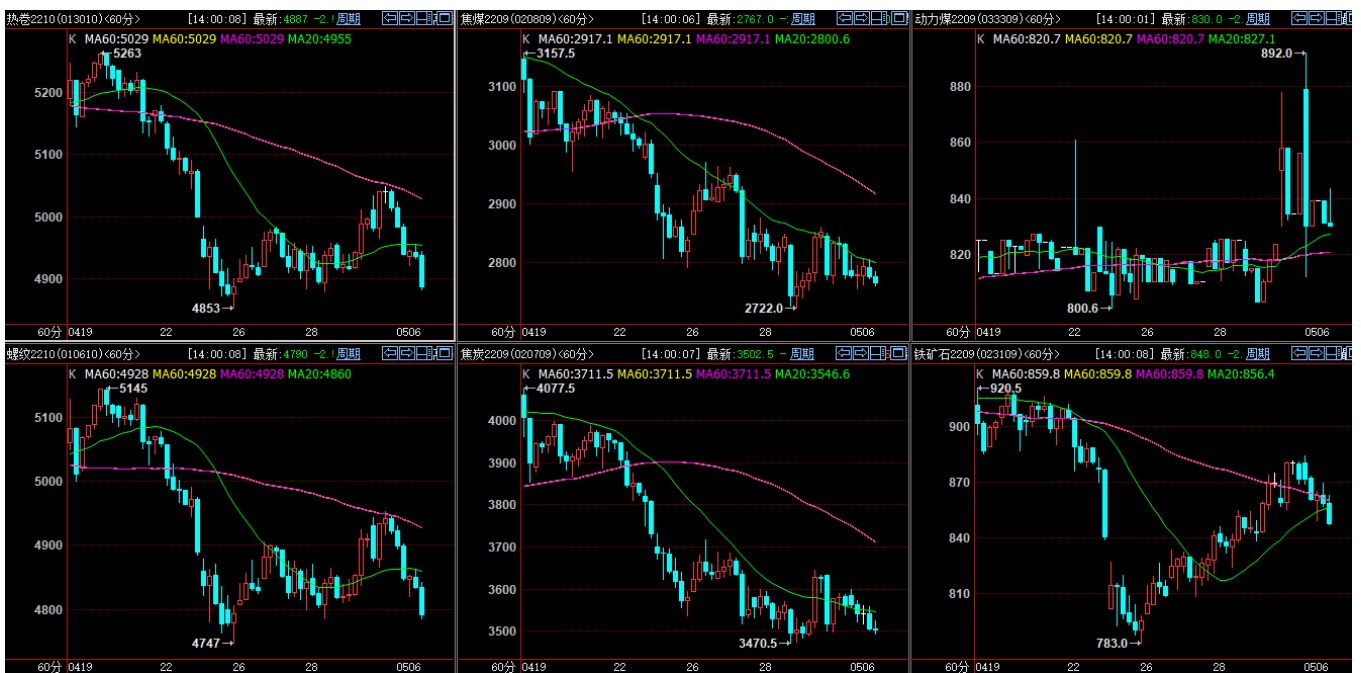 热卷2210(013010)<60分> [14:00:08] 最新:4887 -2. 周期
K MA60:5029 MA60:5029 MA60:5029 MA20:4955
5263
5200
5100
5000
4900
4853
60分 0419 22 26 28 0506
焦煤2209(020809)<60分> [14:00:06] 最新:2767.0 - 周期
K MA60:2917.1 MA60:2917.1 MA60:2917.1 MA20:2800.6
3157.5
3100
3000
2900
2800
2722.0
60分 0419 22 26 28 0506
动力煤2209(033309)<60分> [14:00:01] 最新:830.0 -2. 周期
K MA60:820.7 MA60:820.7 MA60:820.7 MA20:827.1
892.0
880
860
840
820
800.6
60分 0419 22 26 28 0506
螺纹2210(010610)<60分> [14:00:08] 最新:4790 -2. 周期
K MA60:4928 MA60:4928 MA60:4928 MA20:4860
5145
5100
5000
4900
4800
4747
60分 0419 22 26 28 0506
焦炭2209(020709)<60分> [14:00:07] 最新:3502.5 - 周期
K MA60:3711.5 MA60:3711.5 MA60:3711.5 MA20:3546.6
4077.5
4000
3900
3800
3700
3600
3500
3470.5
60分 0419 22 26 28 0506
铁矿石2209(023109)<60分> [14:00:08] 最新:848.0 -2. 周期
K MA60:859.8 MA60:859.8 MA60:859.8 MA20:856.4
920.5
900
870
840
810
783.0
60分 0419 22 26 28 0506